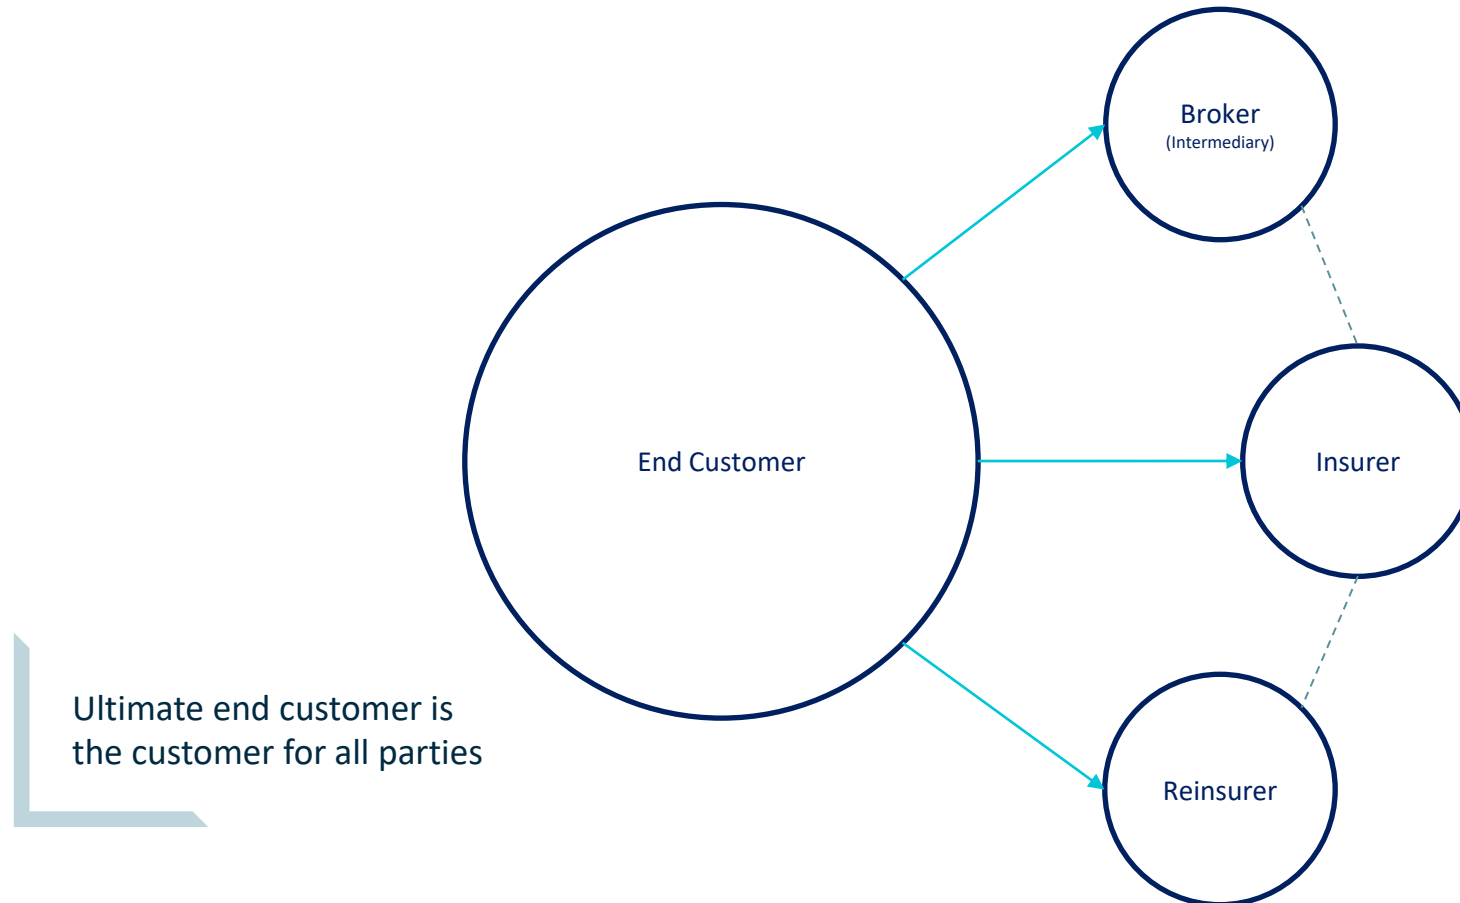 Broker
(Intermediary)
End Customer
Insurer
Ultimate end customer is
the customer for all parties
Reinsurer